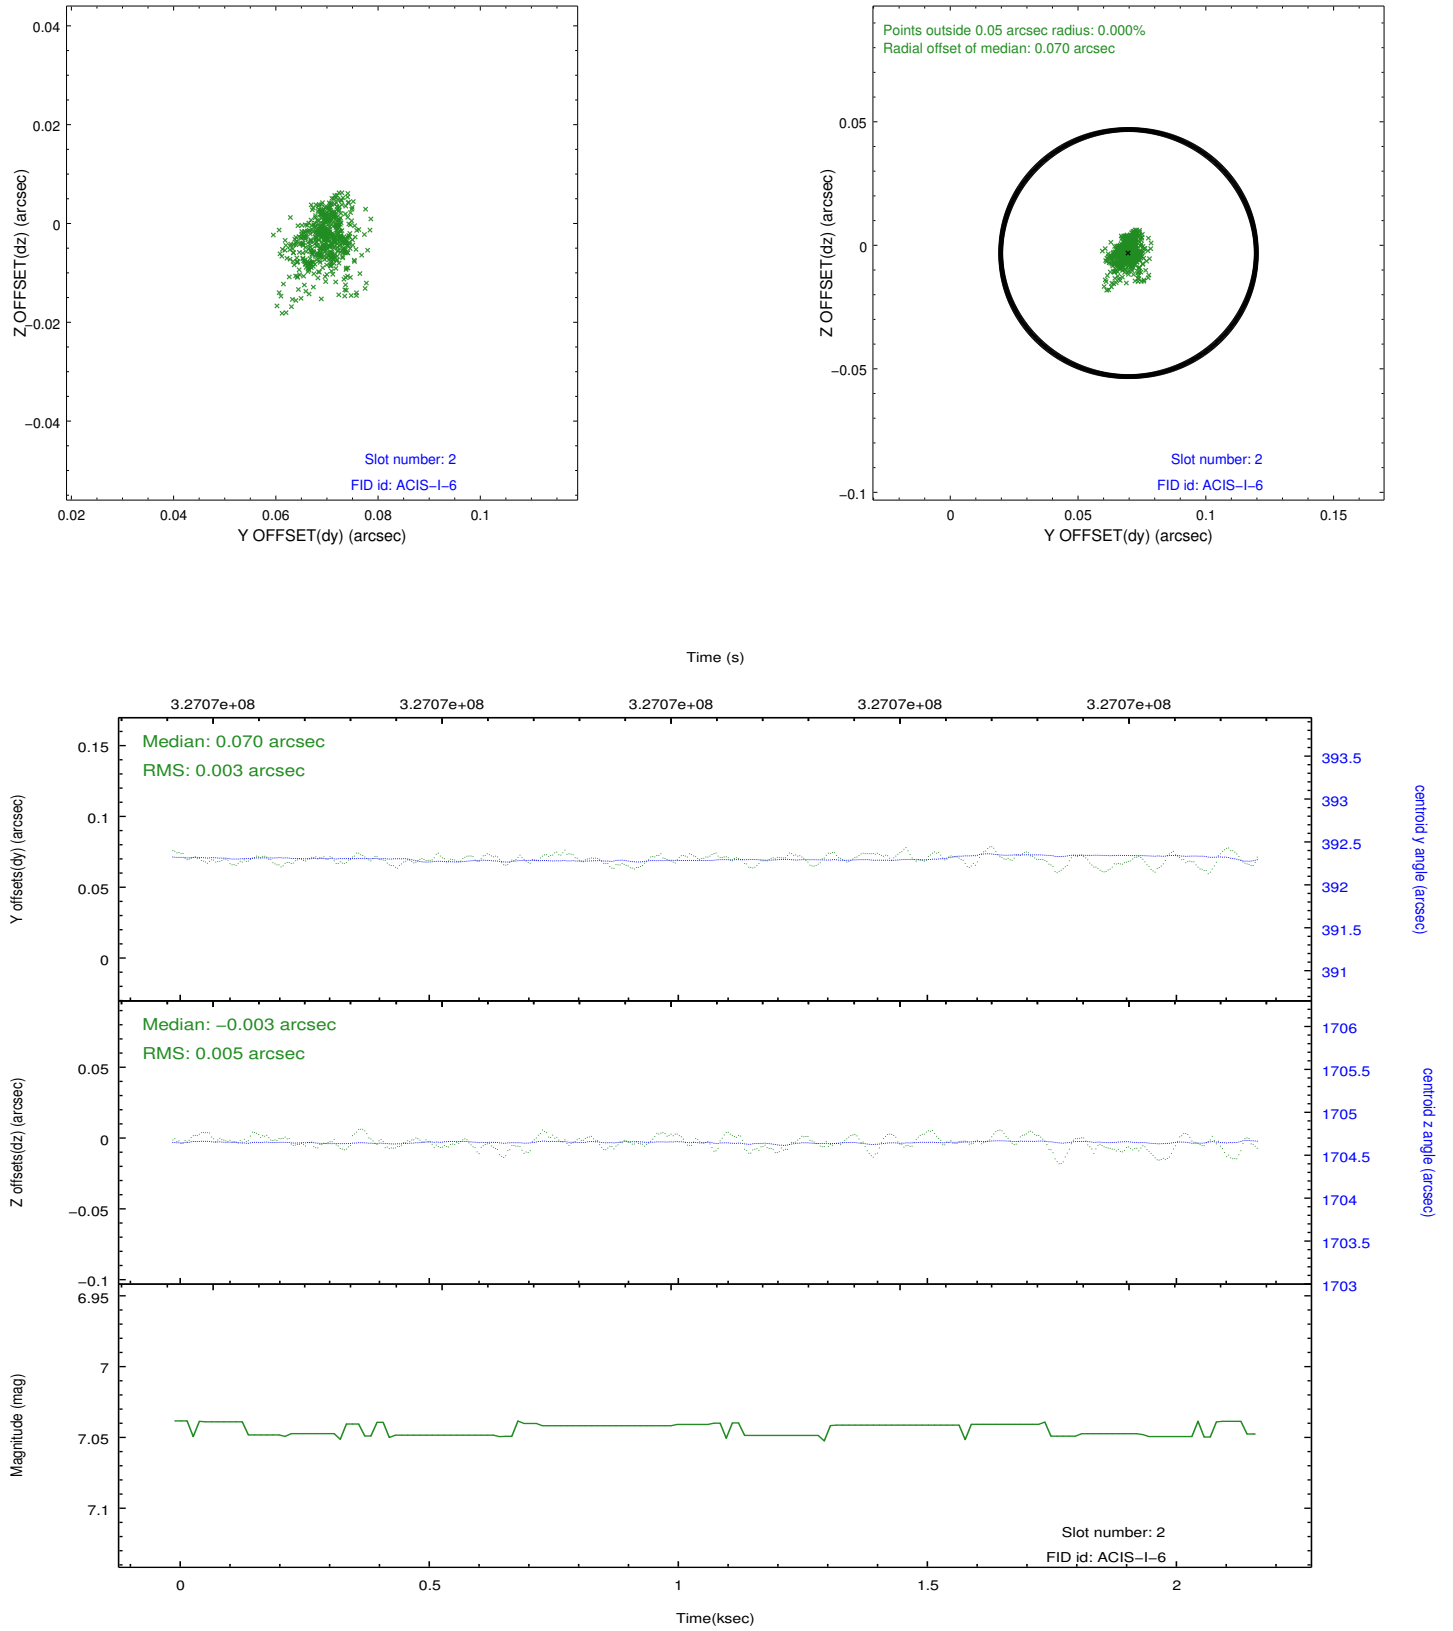 0.04
0.02
0
−0.02
−0.04
Z OFFSET(dz) (arcsec)
Slot number: 2
FID id: ACIS−I−6
0.02 0.04 0.06 0.08 0.1
Y OFFSET(dy) (arcsec)
Points outside 0.05 arcsec radius: 0.000%
Radial offset of median: 0.070 arcsec
0.05
0
−0.05
−0.1
Z OFFSET(dz) (arcsec)
Slot number: 2
FID id: ACIS−I−6
0 0.05 0.1 0.15
Y OFFSET(dy) (arcsec)
Time (s)
3.2707e+08 3.2707e+08 3.2707e+08 3.2707e+08 3.2707e+08
Median: 0.070 arcsec
RMS: 0.003 arcsec
0.15
0.1
0.05
0
Y offsets(dy) (arcsec)
393.5
393
392.5
392
391.5
391
centroid y angle (arcsec)
Median: −0.003 arcsec
RMS: 0.005 arcsec
0.05
0
−0.05
−0.1
Z offsets(dz) (arcsec)
1706
1705.5
1705
1704.5
1704
1703.5
1703
centroid z angle (arcsec)
6.95
7
7.05
7.1
Magnitude (mag)
Slot number: 2
FID id: ACIS−I−6
0 0.5 1 1.5 2
Time(ksec)